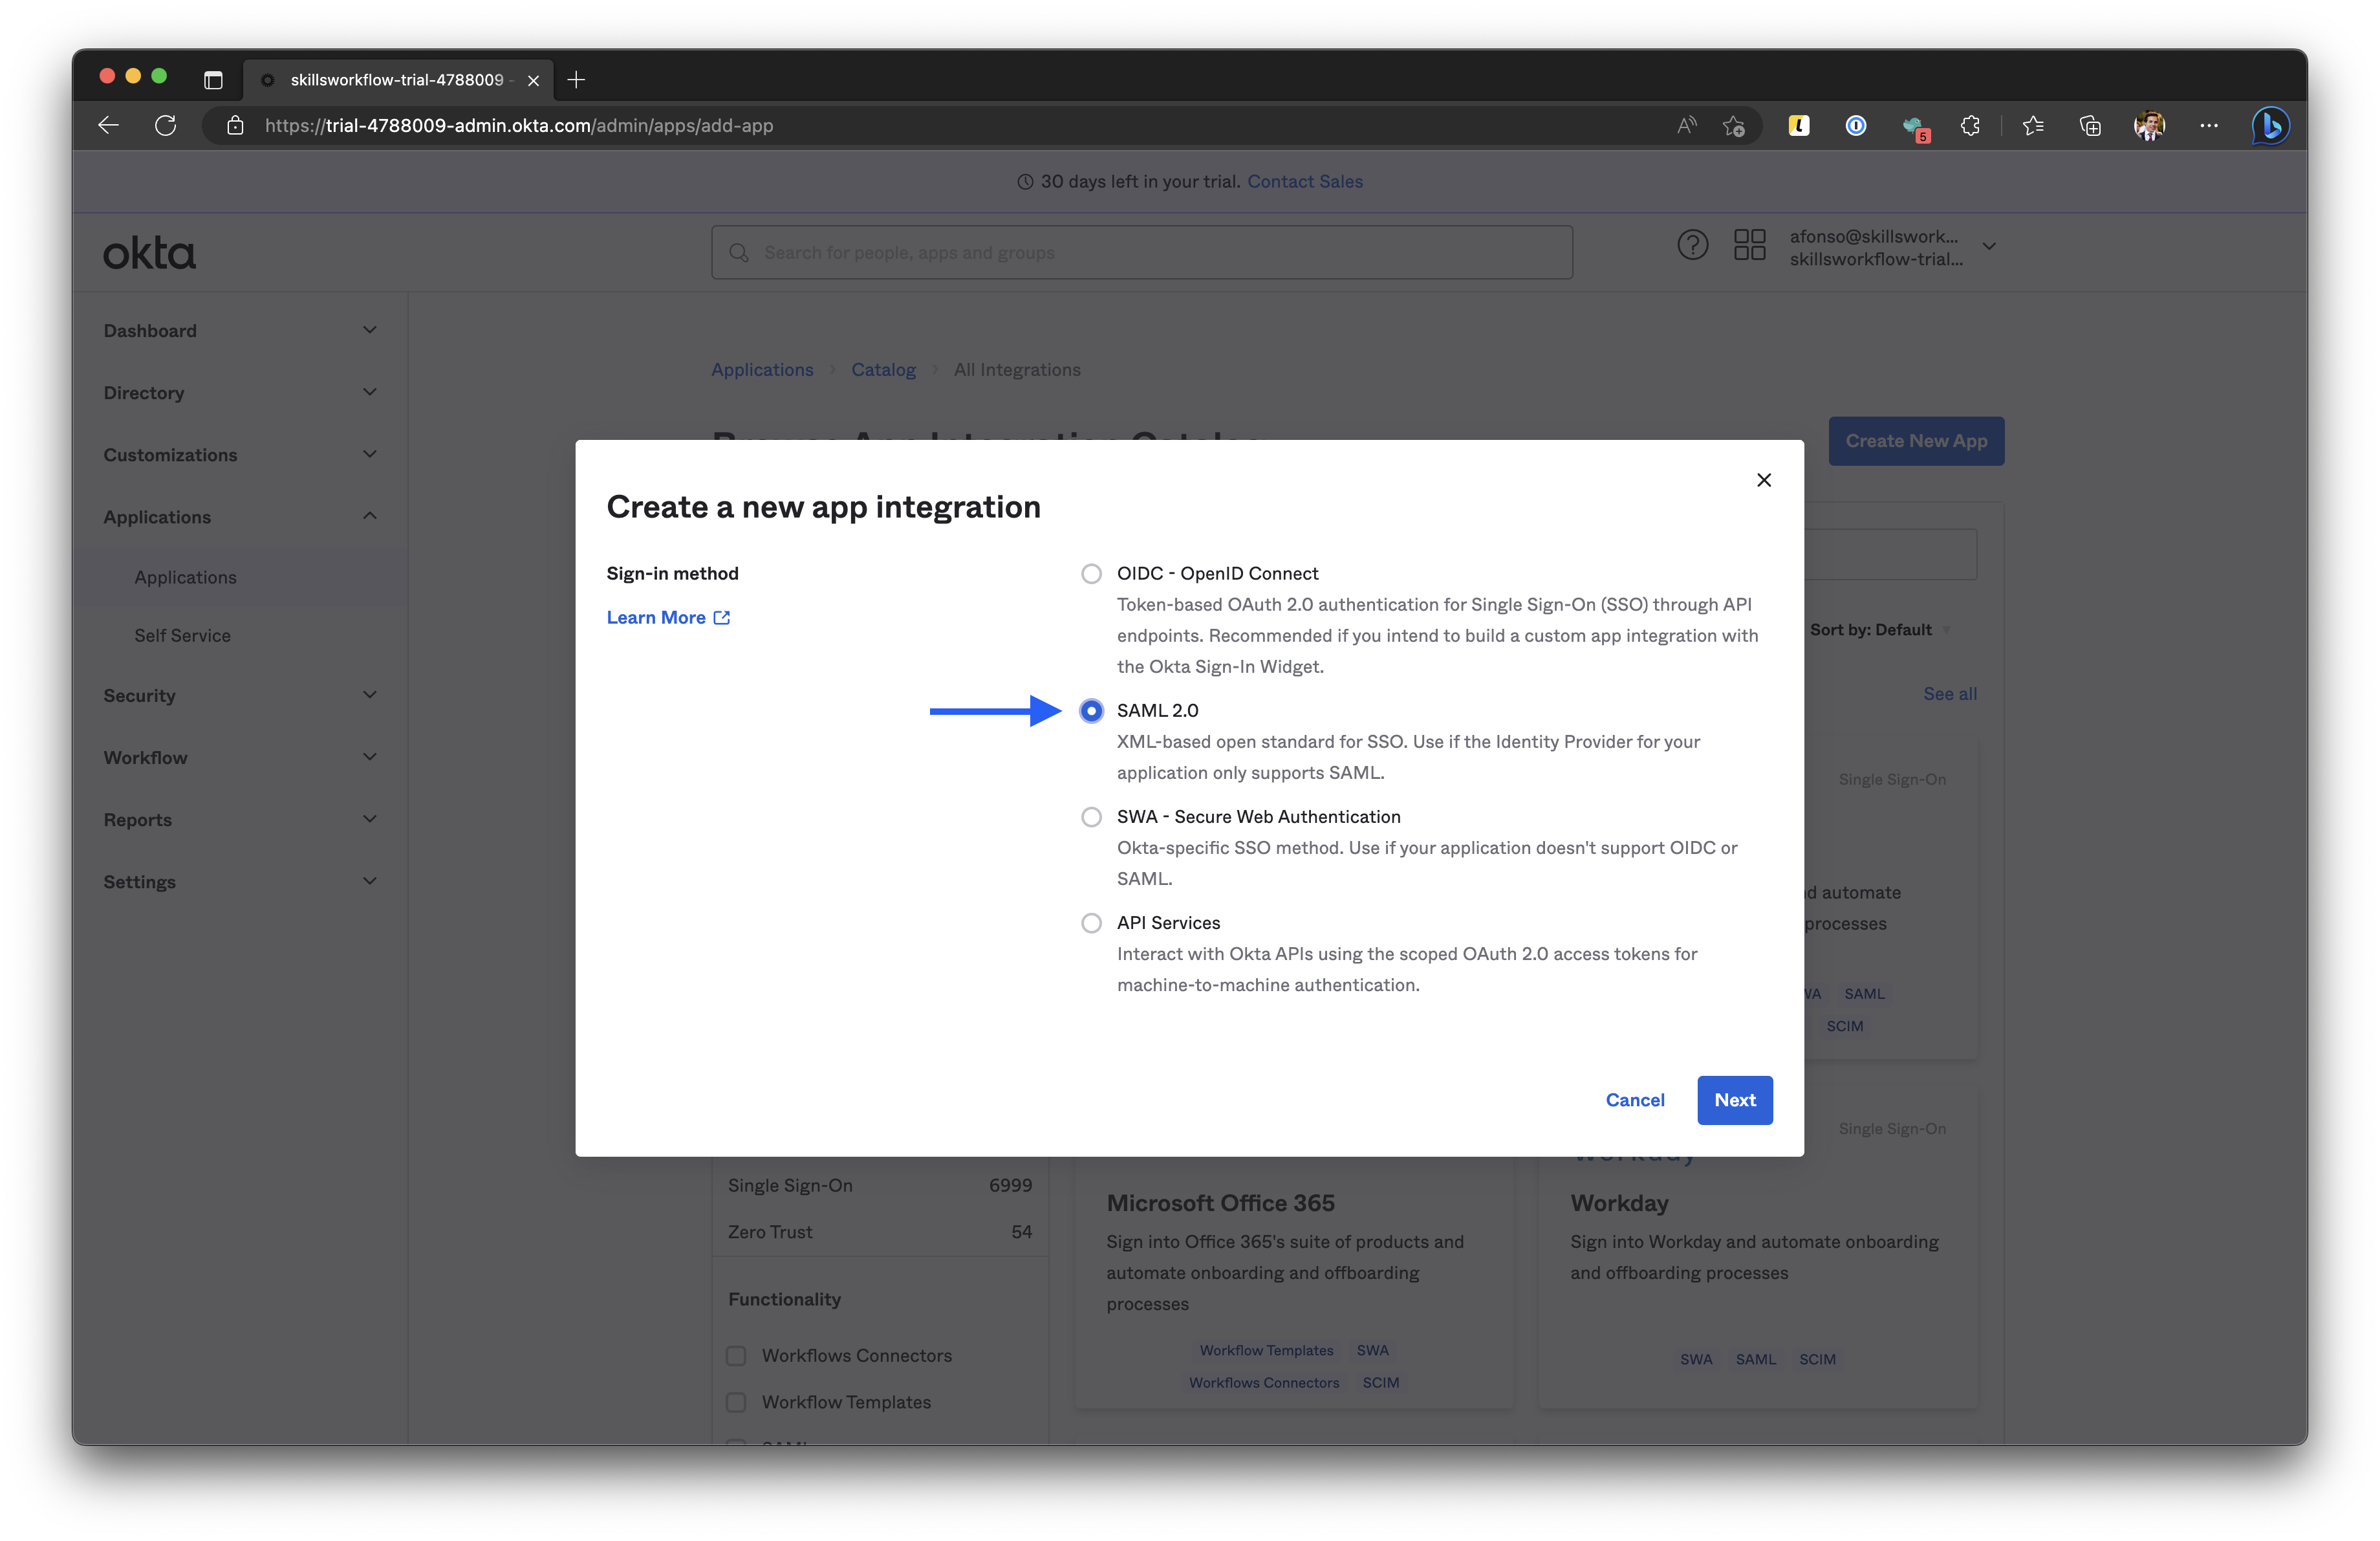 skillsworkflow-trial-4788009 -
https://trial-4788009-admin.okta.com/admin/apps/add-app
5
30 days left in your trial. Contact Sales
okta
Search for people, apps and groups
afonso@skillswork...
skillsworkflow-trial...
Dashboard
Directory
Customizations
Applications
Applications
Self Service
Security
Workflow
Reports
Settings
Applications
Catalog
All Integrations
Browse App Integration Catalog
Create New App
Create a new app integration
Sign-in method
Learn More
OIDC - OpenID Connect
Token-based OAuth 2.0 authentication for Single Sign-On (SSO) through API
endpoints. Recommended if you intend to build a custom app integration with
the Okta Sign-In Widget.
SAML 2.0
XML-based open standard for SSO. Use if the Identity Provider for your
application only supports SAML.
SWA - Secure Web Authentication
Okta-specific SSO method. Use if your application doesn't support OIDC or
SAML.
API Services
Interact with Okta APIs using the scoped OAuth 2.0 access tokens for
machine-to-machine authentication.
Cancel
Next
Sort by: Default
See all
Single Sign-On
automate
processes
SAML
SCIM
Single Sign-On
Single Sign-On 6999
Zero Trust 54
Functionality
Workflows Connectors
Workflow Templates
SAML
Microsoft Office 365
Sign into Office 365's suite of products and
automate onboarding and offboarding
processes
Workflow Templates SWA
Workflows Connectors SCIM
workday
Workday
Sign into Workday and automate onboarding
and offboarding processes
SWA SAML SCIM